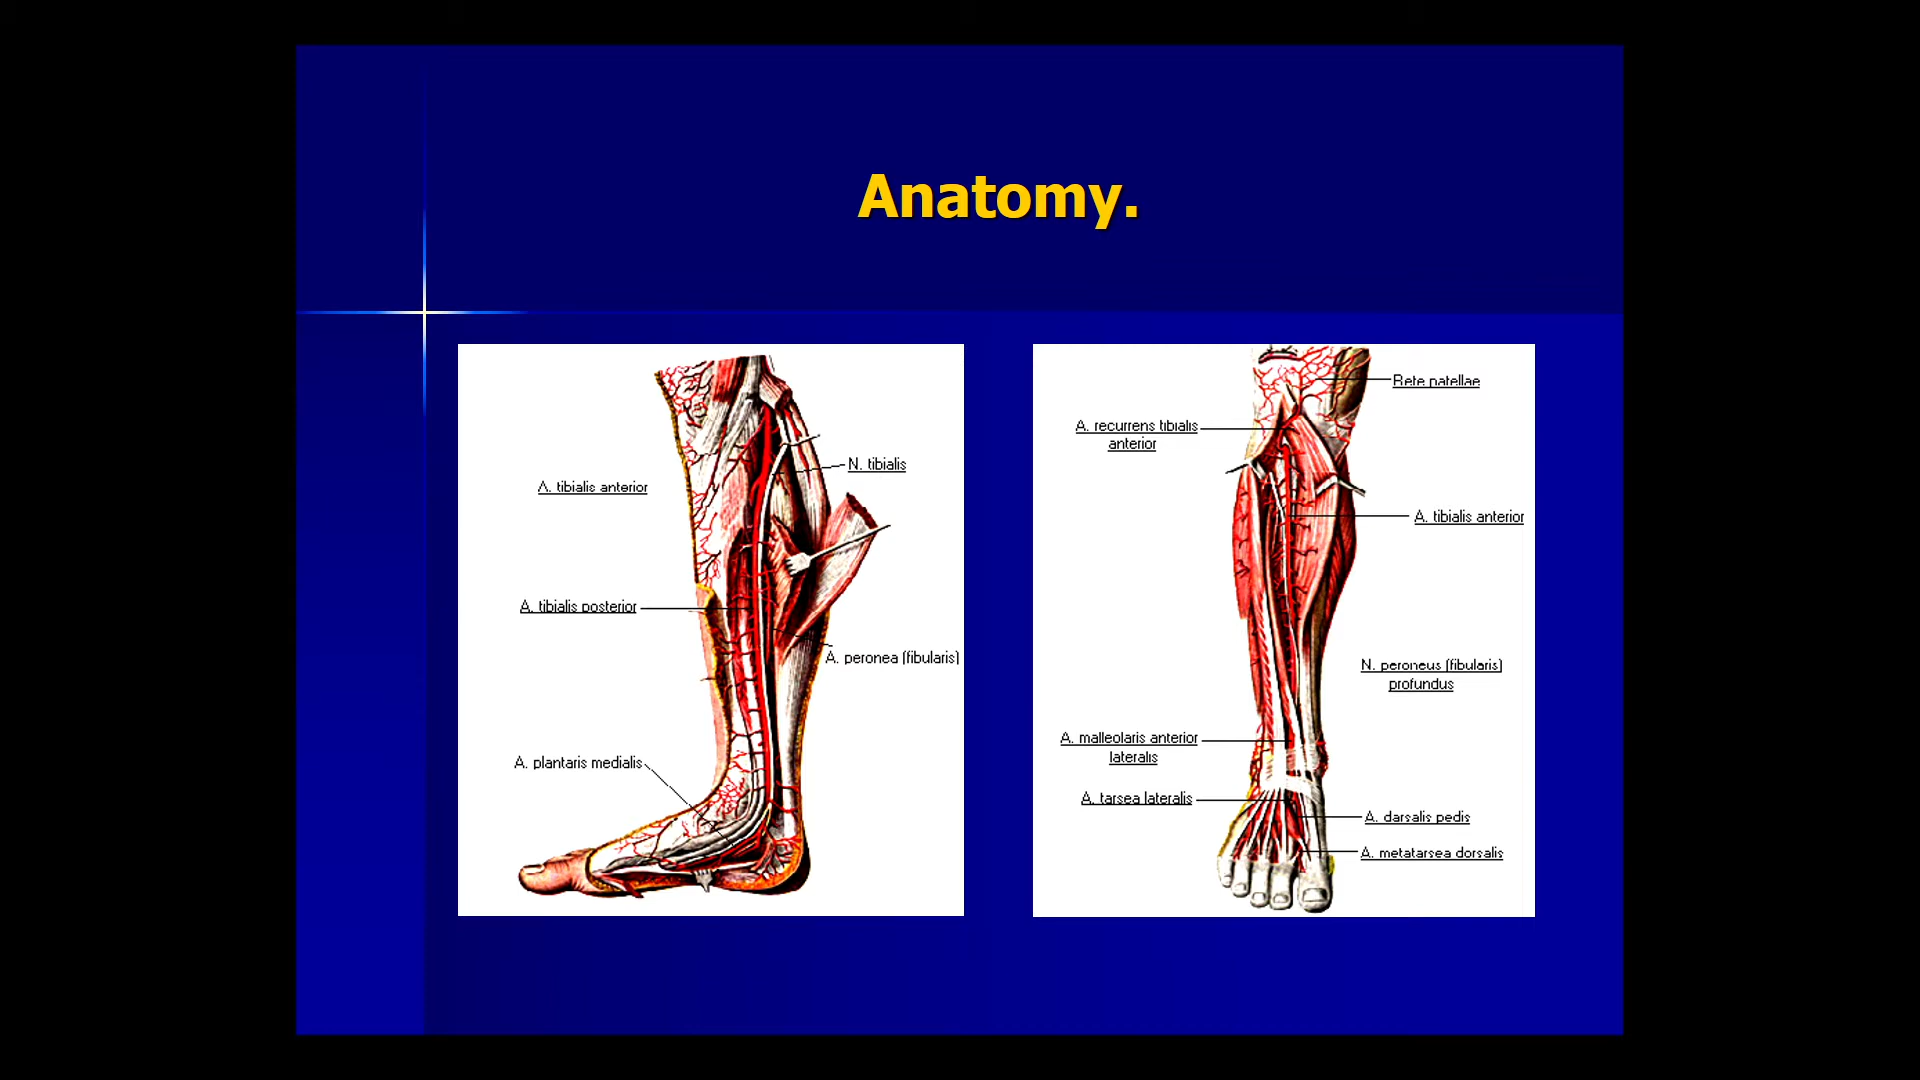 Anatomy.
N. tibialis
A. tibialis anterior
A. tibialis posterior
A. peronea (fibularis)
A. plantaris medialis
Rete patellae
A. recurrens tibialis
anterior
A. tibialis anterior
N. peroneus (fibularis)
profundus
A. malleolaris anterior
lateralis
A. tarsea lateralis
A. darsalis pedis
A. metatarsea dorsalis